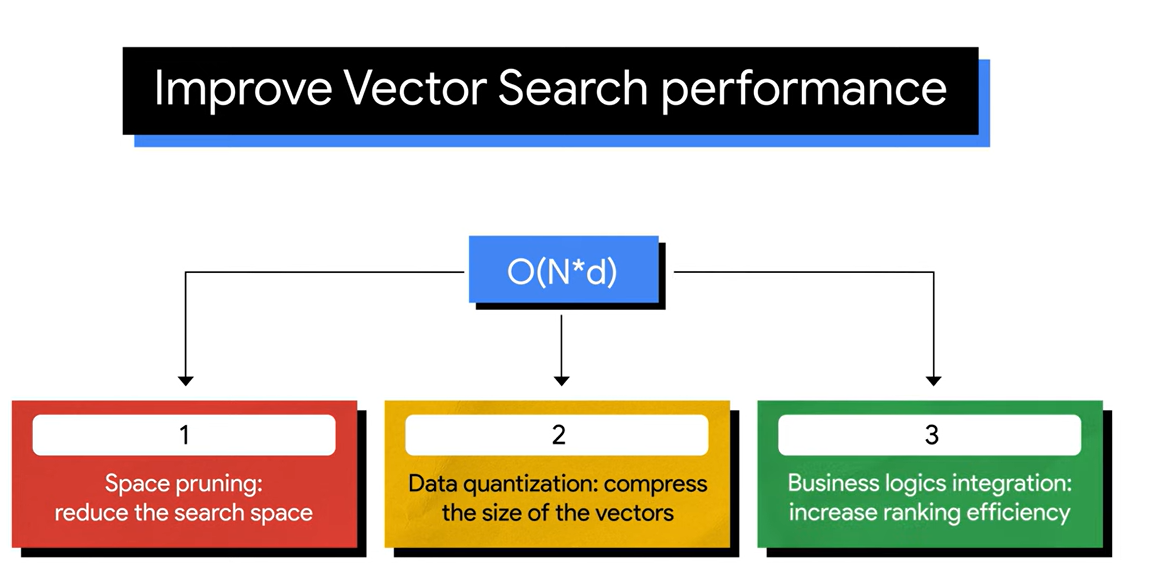 Improve Vector Search performance
O(N*d)
1
Space pruning:
reduce the search space
2
Data quantization: compress
the size of the vectors
3
Business logics integration:
increase ranking efficiency